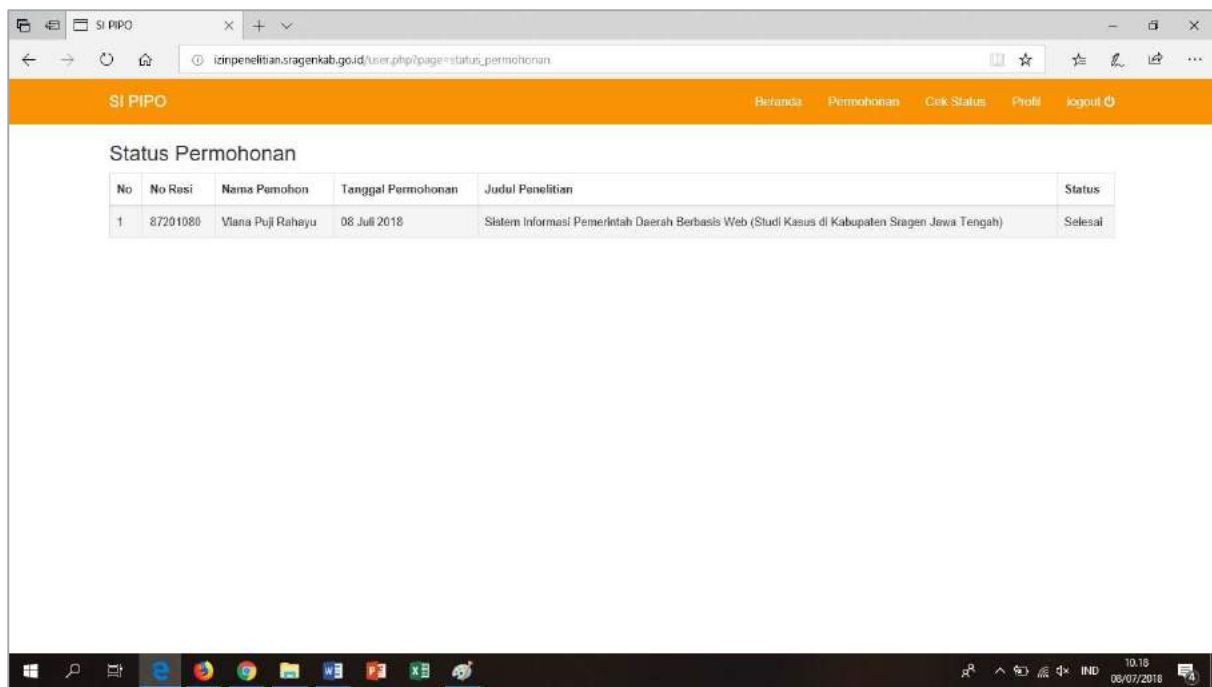 SI PIPO
izinpenelitian.sragenkab.go.id/user.php?page=status_permohonan
SI PIPO Beranda Permohonan Cek Status Profil logout
Status Permohonan
No No Resi Nama Pemohon Tanggal Permohonan Judul Penelitian Status
1 87201080 Viana Puji Rahayu 08 Juli 2018 Sistem Informasi Pemerintah Daerah Berbasis Web (Studi Kasus di Kabupaten Sragen Jawa Tengah) Selesai
IND 10.18
08/07/2018